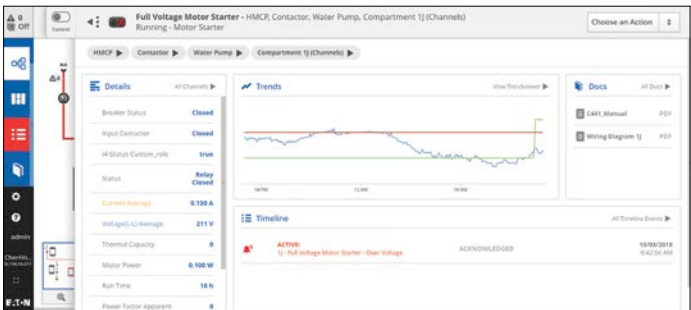 Full Voltage Motor Starter - HMCP, Contactor, Water Pump, Compartment 1J (Channels)
Running - Motor Starter
Choose an Action
0
Off
Control
HMCP
Contactor
Water Pump
Compartment 1J (Channels)
Details
All Channels
Breaker Status
Closed
Input Contactor
Closed
IA-Status-Custom_role
true
Status
Relay
Closed
Current Average
0.100 A
Voltage(L-L) Average
211 V
Thermal Capacity
0
Motor Power
0.100 W
Run Time
18 h
Power Factor Apparent
0
Trends
View Trendviewer
12 AM
Docs
All Docs
C441_Manual
PDF
Wiring Diagram 1J
PDF
Timeline
All Timeline Events
ACTIVE:
1J - Full Voltage Motor Starter - Over Voltage
ACKNOWLEDGED
10/03/2018
9:42:00 AM
admin
Cherrin...
E.T.N